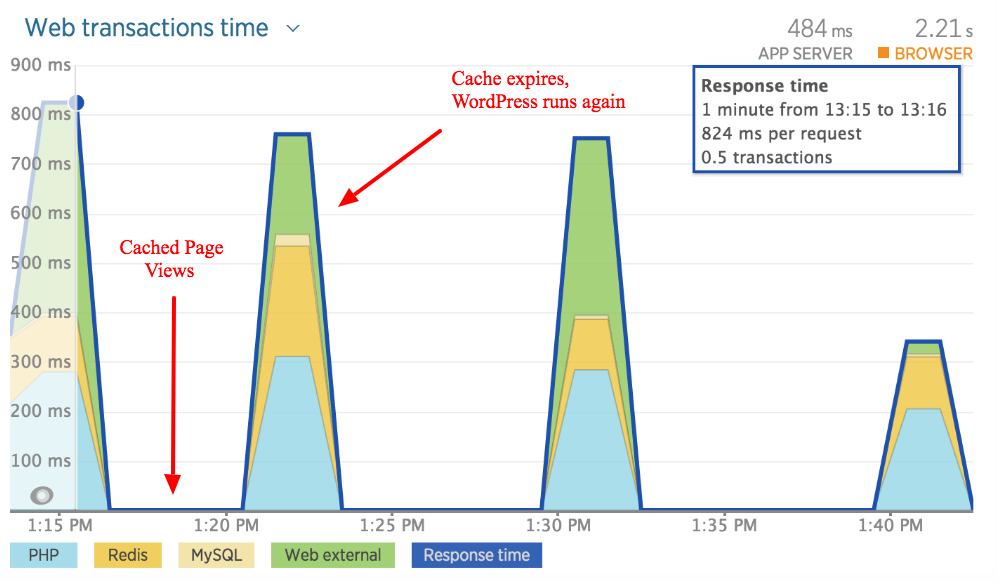 Web transactions time
484 ms
APP SERVER
2.21 s
BROWSER
Response time
1 minute from 13:15 to 13:16
824 ms per request
0.5 transactions
Cache expires,
WordPress runs again
Cached Page
Views
900 ms
800 ms
700 ms
600 ms
500 ms
400 ms
300 ms
200 ms
100 ms
1:15 PM
1:20 PM
1:25 PM
1:30 PM
1:35 PM
1:40 PM
PHP
Redis
MySQL
Web external
Response time